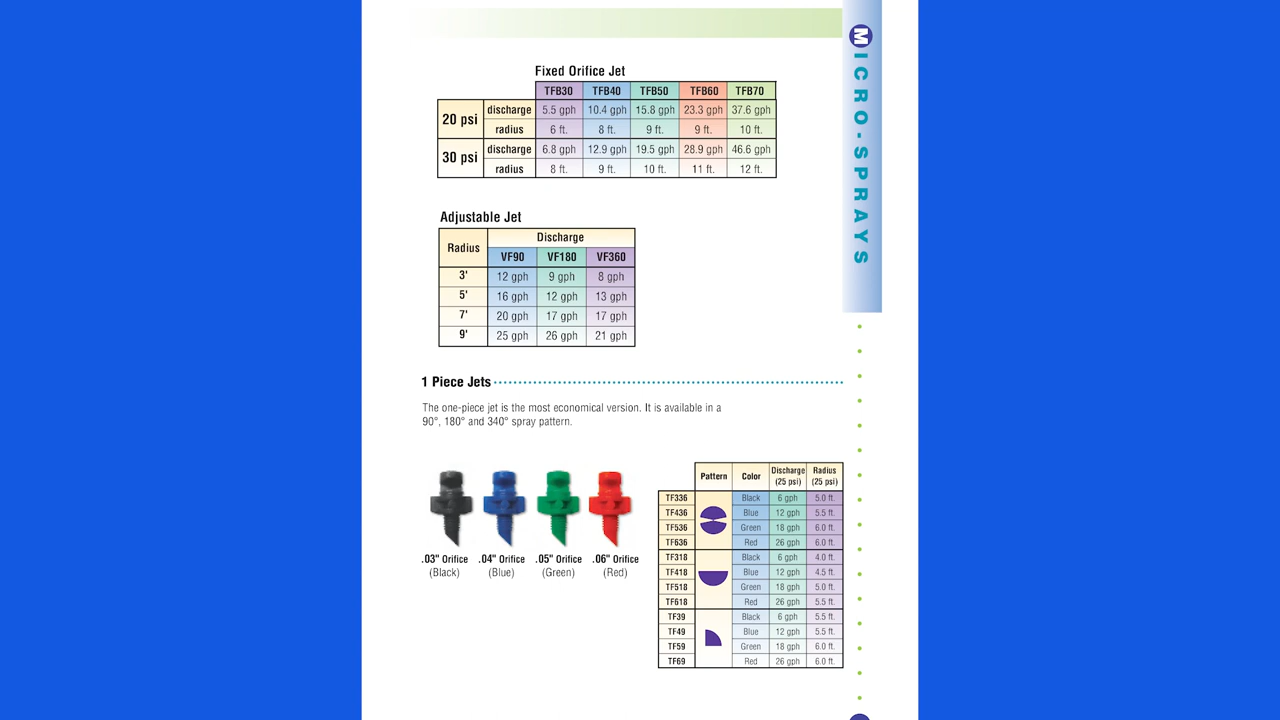 MICRO-SPRAYS
Fixed Orifice Jet
TFB30 TFB40 TFB50 TFB60 TFB70
20 psi discharge 5.5 gph 10.4 gph 15.8 gph 23.3 gph 37.6 gph
radius 6 ft. 8 ft. 9 ft. 9 ft. 10 ft.
30 psi discharge 6.8 gph 12.9 gph 19.5 gph 28.9 gph 46.6 gph
radius 8 ft. 9 ft. 10 ft. 11 ft. 12 ft.
Adjustable Jet
Radius Discharge
VF90 VF180 VF360
3' 12 gph 9 gph 8 gph
5' 16 gph 12 gph 13 gph
7' 20 gph 17 gph 17 gph
9' 25 gph 26 gph 21 gph
1 Piece Jets
The one-piece jet is the most economical version. It is available in a
90°, 180° and 340° spray pattern.
.03" Orifice (Black)
.04" Orifice (Blue)
.05" Orifice (Green)
.06" Orifice (Red)
Pattern Color Discharge (25 psi) Radius (25 psi)
TF336 Black 6 gph 5.0 ft.
TF436 Blue 12 gph 5.5 ft.
TF536 Green 18 gph 6.0 ft.
TF636 Red 26 gph 6.0 ft.
TF318 Black 6 gph 4.0 ft.
TF418 Blue 12 gph 4.5 ft.
TF518 Green 18 gph 5.0 ft.
TF618 Red 26 gph 5.5 ft.
TF39 Black 6 gph 5.5 ft.
TF49 Blue 12 gph 5.5 ft.
TF59 Green 18 gph 6.0 ft.
TF69 Red 26 gph 6.0 ft.